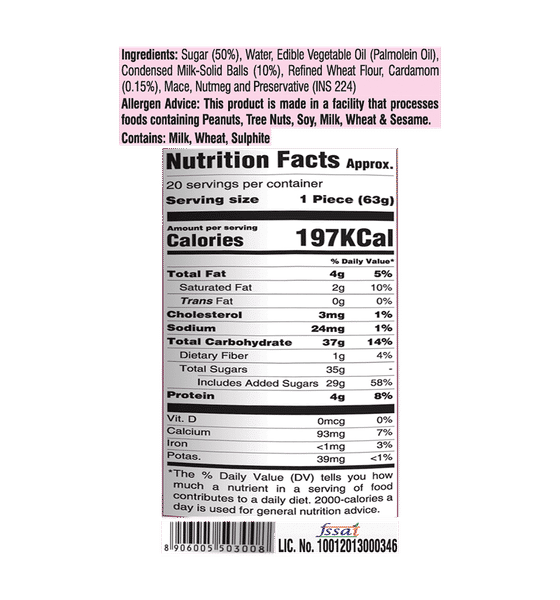 Ingredients: Sugar (50%), Water, Edible Vegetable Oil (Palmolein Oil),
Condensed Milk-Solid Balls (10%), Refined Wheat Flour, Cardamom
(0.15%), Mace, Nutmeg and Preservative (INS 224)
Allergen Advice: This product is made in a facility that processes
foods containing Peanuts, Tree Nuts, Soy, Milk, Wheat & Sesame.
Contains: Milk, Wheat, Sulphite
Nutrition Facts Approx.
20 servings per container
Serving size 1 Piece (63g)
Amount per serving
Calories 197KCal
% Daily Value*
Total Fat 4g 5%
Saturated Fat 2g 10%
Trans Fat 0g 0%
Cholesterol 3mg 1%
Sodium 24mg 1%
Total Carbohydrate 37g 14%
Dietary Fiber 1g 4%
Total Sugars 35g -
Includes Added Sugars 29g 58%
Protein 4g 8%
Vit. D 0mcg 0%
Calcium 93mg 7%
Iron <1mg 3%
Potas. 39mg <1%
*The % Daily Value (DV) tells you how
much a nutrient in a serving of food
contributes to a daily diet. 2000-calories a
day is used for general nutrition advice.
fssai
8 906005 503008 LIC. No. 10012013000346